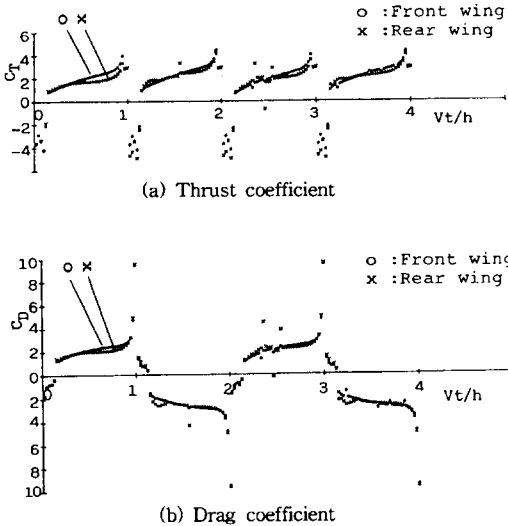 O :Front wing
x :Rear wing
O x
C_T
6
4
2
0
-2
-4
0 1 2 3 4 Vt/h
(a) Thrust coefficient
O :Front wing
x :Rear wing
O x
C_D
10
8
6
4
2
0
0 1 2 3 4 Vt/h
2
4
6
8
10
(b) Drag coefficient